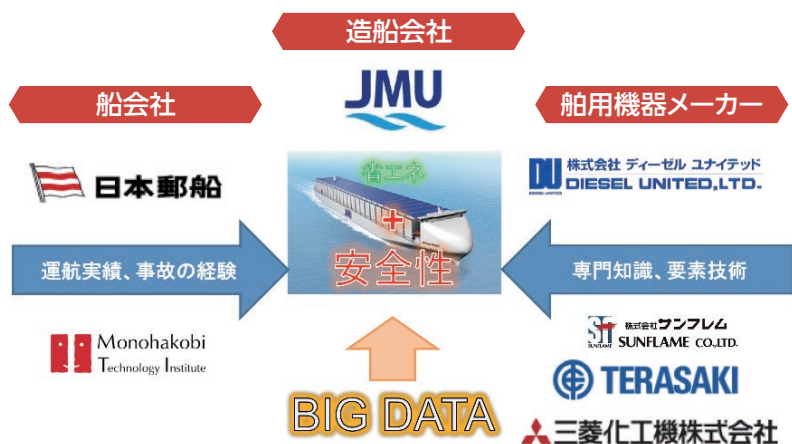 造船会社
船会社
JMU
舶用機器メーカー
日本郵船
省エネ
+
安全性
DU
DIESEL UNITED
株式会社 ディーゼル ユナイテッド
DIESEL UNITED,LTD.
運航実績、事故の経験
専門知識、要素技術
Monohakobi
Technology Institute
SUNFLAME
株式会社サンフレム
SUNFLAME CO.,LTD.
TERASAKI
BIG DATA
三菱化工機株式会社